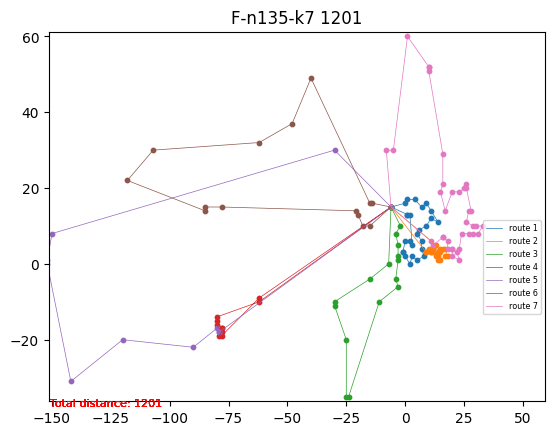 F-n135-k7 1201
60
40
20
0
−20
−150
−125
−100
−75
−50
−25
0
25
50
route 1
route 2
route 3
route 4
route 5
route 6
route 7
Total distance: 1201